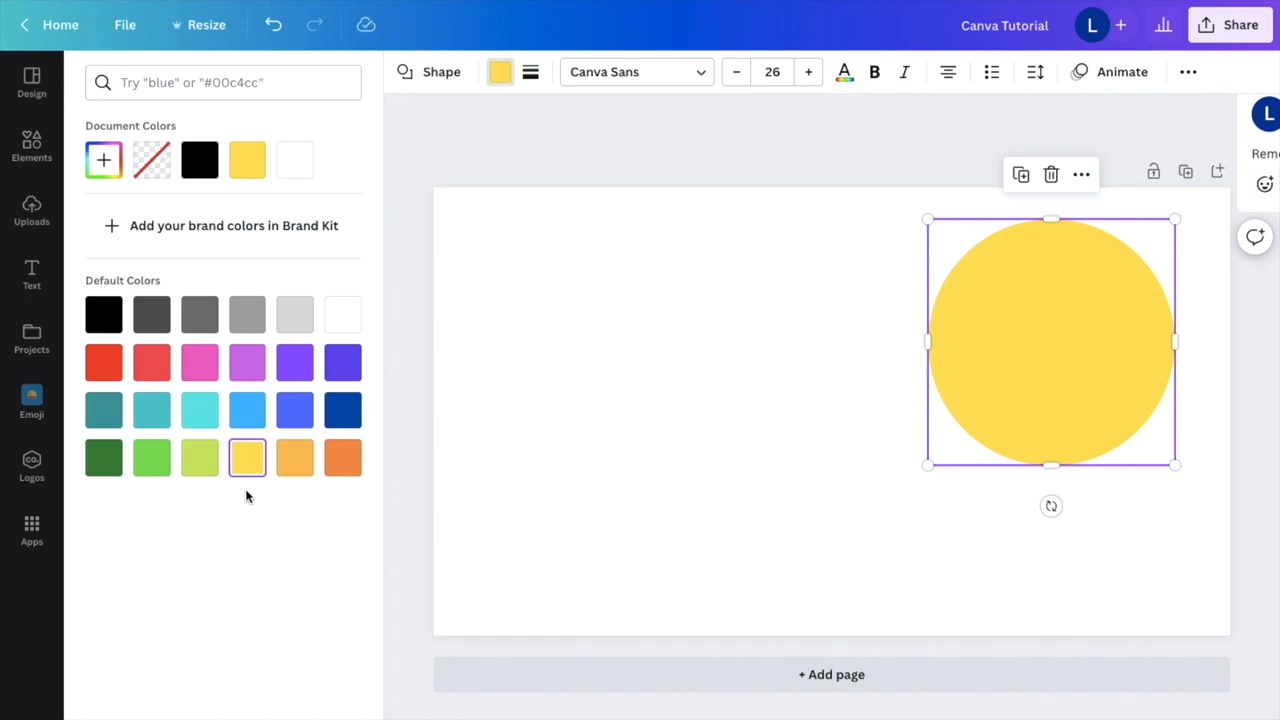 Home File Resize Canva Tutorial L Share
Design
Elements
Uploads
Text
Projects
Emoji
CO.
Logos
Apps
Try "blue" or "#00c4cc"
Document Colors
Add your brand colors in Brand Kit
Default Colors
Shape Canva Sans 26 A B I Animate
L
+ Add page